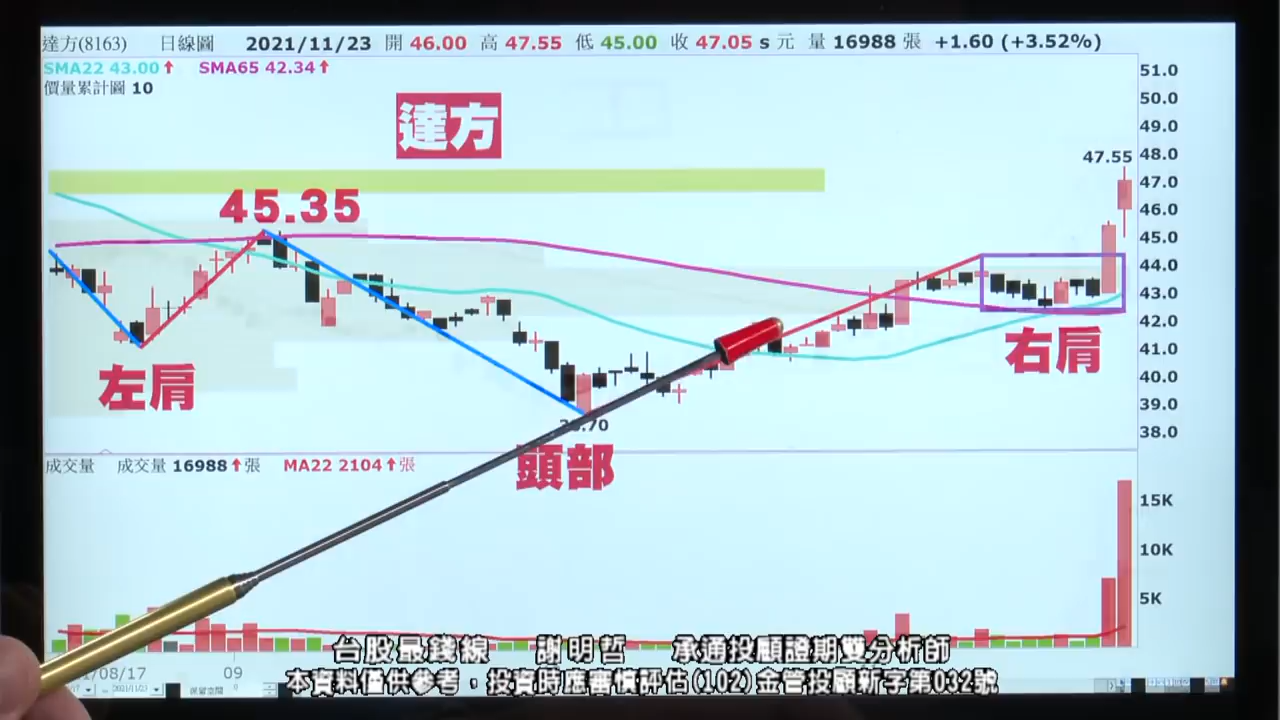 達方(8163) 日線圖 2021/11/23 開 46.00 高 47.55 低 45.00 收 47.05 s 元 量 16988 張 +1.60 (+3.52%)
SMA22 43.00↑ SMA65 42.34↑
價量累計圖 10
達方
45.35
47.55
51.0
50.0
49.0
48.0
47.0
46.0
45.0
44.0
43.0
42.0
41.0
40.0
39.0
38.0
左肩
右肩
頭部
成交量 成交量 16988↑張 MA22 2104↑張
15K
10K
5K
/08/17 09
台股最錢線 謝明哲 承通投顧證期雙分析師
本資料僅供參考，投資時應審慎評估(102)金管投顧新字第032號